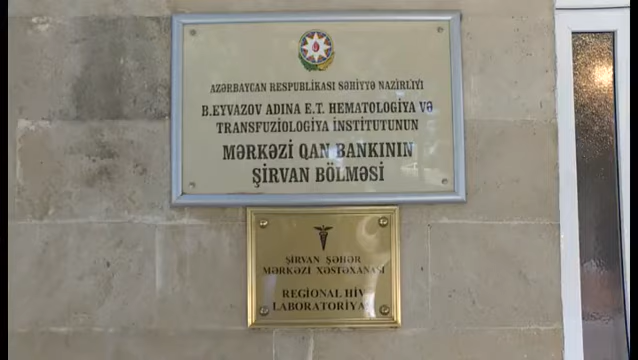 AZƏRBAYCAN RESPUBLİKASI SƏHİYYƏ NAZİRLİYİ
B.EYVAZOV ADINA E.T. HEMATOLOGİYA VƏ
TRANSFUZİOLOGİYA İNSTİTUTUNUN
MƏRKƏZİ QAN BANKININ
ŞİRVAN BÖLMƏSİ
ŞİRVAN ŞƏHƏR
MƏRKƏZİ XƏSTƏXANASI
REGİONAL HİV
LABORATORİYA